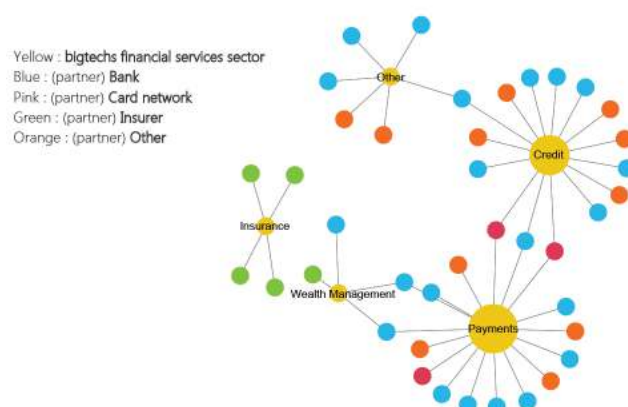 Yellow : bigtechs financial services sector
Blue : (partner) Bank
Pink : (partner) Card network
Green : (partner) Insurer
Orange : (partner) Other
Other
Credit
Insurance
Wealth Management
Payments